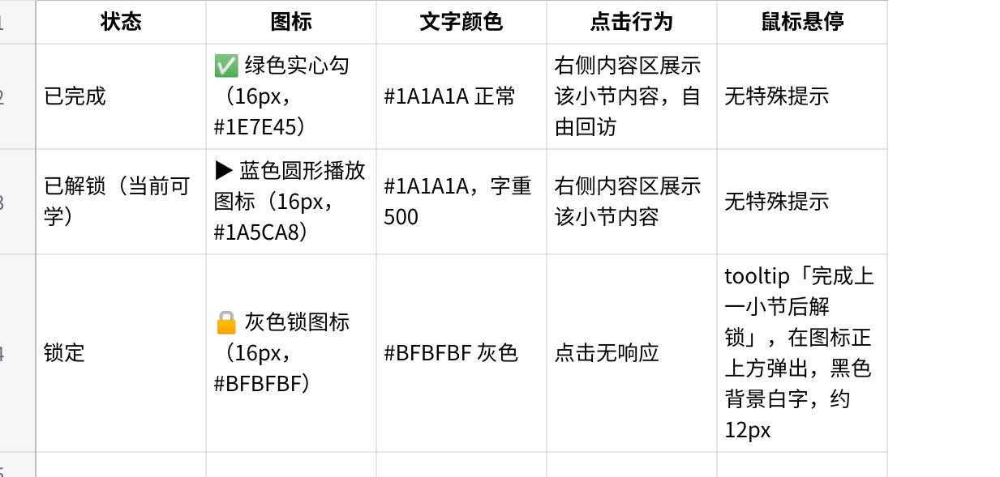 1 状态 图标 文字颜色 点击行为 鼠标悬停
2
已完成
✅ 绿色实心勾
（16px，
#1E7E45）
#1A1A1A 正常
右侧内容区展示
该小节内容，自
由回访
无特殊提示
3
已解锁（当前可
学）
▶ 蓝色圆形播放
图标（16px，
#1A5CA8）
#1A1A1A，字重
500
右侧内容区展示
该小节内容
无特殊提示
4
锁定
🔒 灰色锁图标
（16px，
#BFBFBF）
#BFBFBF 灰色
点击无响应
tooltip「完成上
一小节后解
锁」，在图标正
上方弹出，黑色
背景白字，约
12px
5